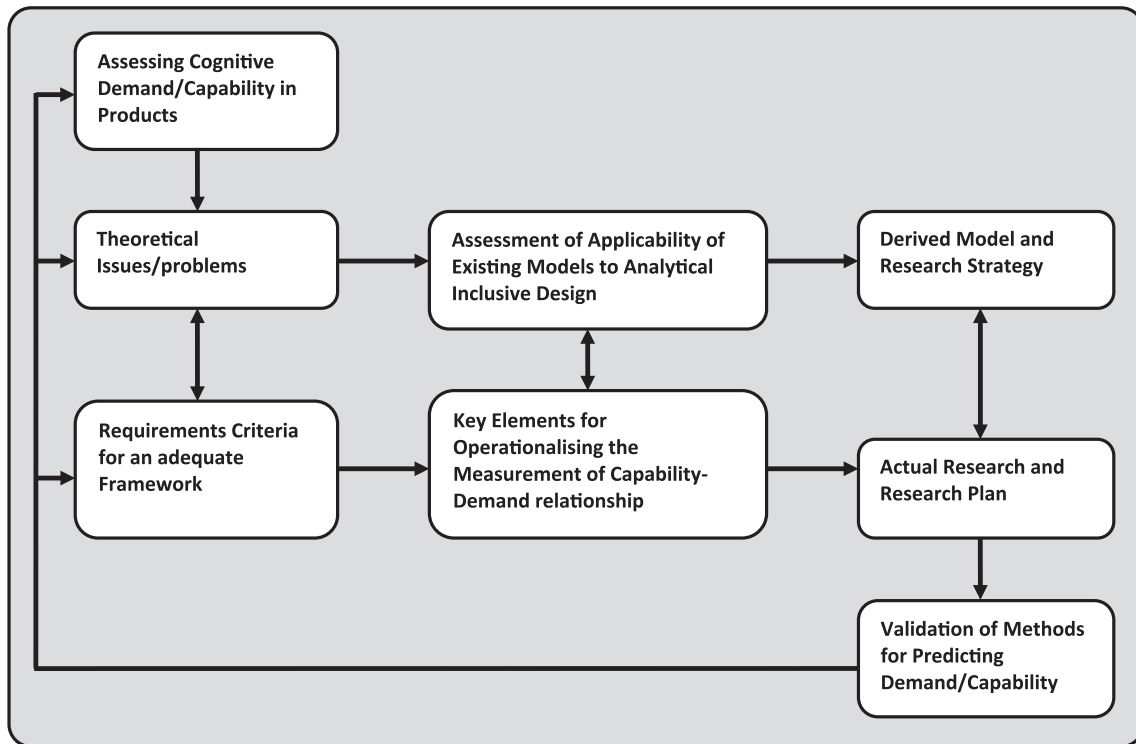 Assessing Cognitive
Demand/Capability in
Products
Theoretical
Issues/problems
Assessment of Applicability of
Existing Models to Analytical
Inclusive Design
Derived Model and
Research Strategy
Requirements Criteria
for an adequate
Framework
Key Elements for
Operationalising the
Measurement of Capability-
Demand relationship
Actual Research and
Research Plan
Validation of Methods
for Predicting
Demand/Capability